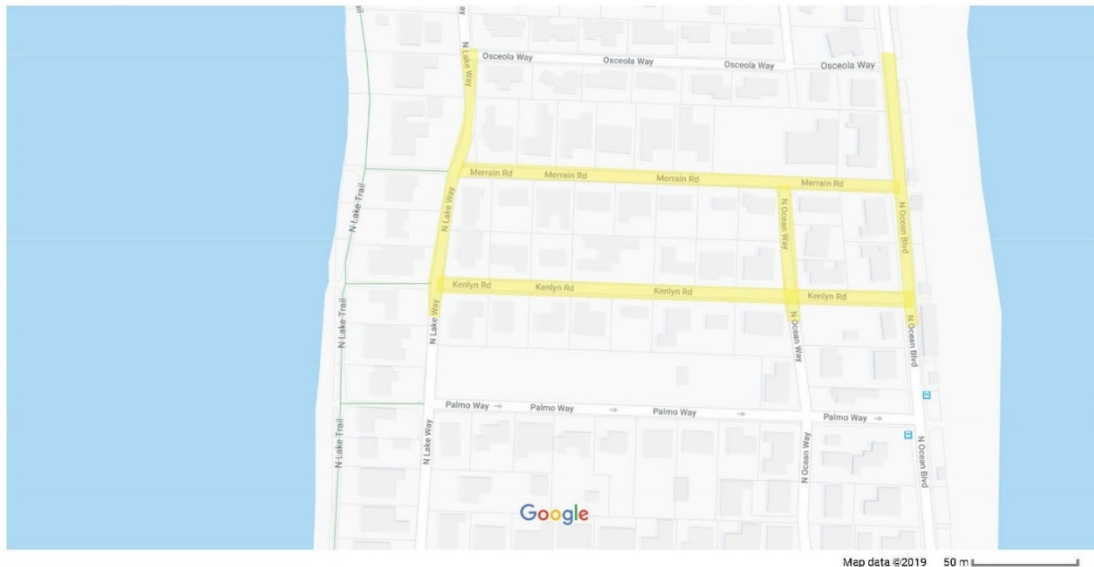 Trail
Way
N Lake Way
Osceola Way
Osceola Way
Osceola Way
Osceola Way
Merrain Rd
Merrain Rd
Merrain Rd
Merrain Rd
N Lake Trail
N Lake Way
N Ocean Way
N Ocean Blvd
Kenlyn Rd
Kenlyn Rd
Kenlyn Rd
Kenlyn Rd
N Lake Trail
N Lake Way
N Ocean Way
N Ocean Blvd
Palmo Way
Palmo Way
Palmo Way
Palmo Way
N Lake Trail
N Lake Way
N Ocean Way
N Ocean Blvd
Google
Map data ©2019 50 m